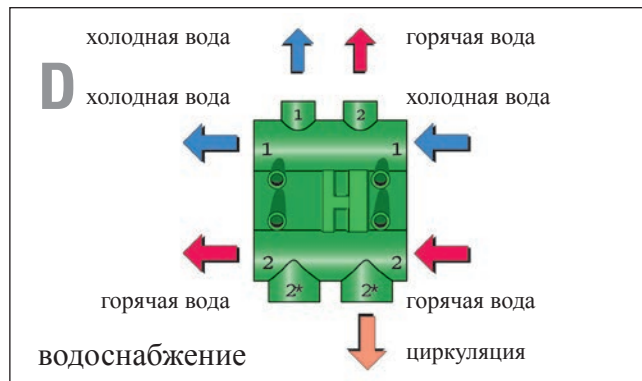 холодная вода горячая вода
D
холодная вода холодная вода
1 2
1 1
H
2 2
2* 2*
горячая вода горячая вода
водоснабжение циркуляция